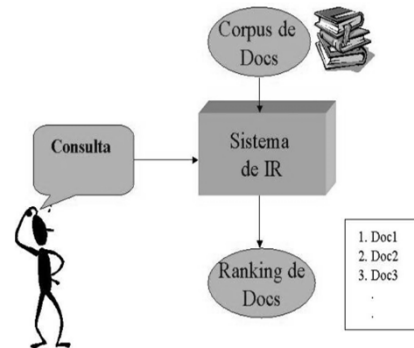 Corpus de
Docs
Consulta
Sistema
de IR
Ranking de
Docs
1. Doc1
2. Doc2
3. Doc3
.
.